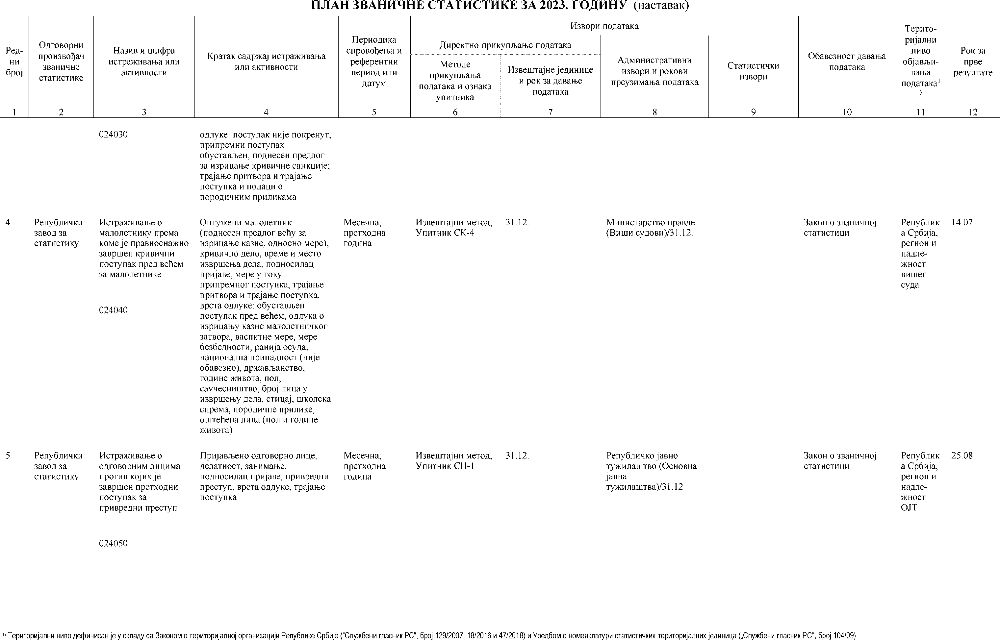 ПЛАН ЗВАНИЧНЕ СТАТИСТИКЕ ЗА 2023. ГОДИНУ (наставак)
Ред-
ни
број
Одговорни
произвођач
званичне
статистике
Назив и шифра
истраживања или
активности
Кратак садржај истраживања
или активности
Периодика
спровођења и
референтни
период или
датум
Извори података
Директно прикупљање података
Методе
прикупљања
података и ознака
упитника
Извештајне јединице
и рок за давање
података
Административни
извори и рокови
преузимања података
Статистички
извори
Обавезност давања
података
Терито-
ријални
ниво
објављи-
вања
података¹
)
Рок за
прве
резултате
1 2 3 4 5 6 7 8 9 10 11 12
024030
одлуке: поступак није покренут,
припремни поступак
обустављен, поднесен предлог
за изрицање кривичне санкције;
трајање притвора и трајање
поступка и подаци о
породичним приликама
4
Републички
завод за
статистику
Истраживање о
малолетнику према
коме је правноснажно
завршен кривични
поступак пред већем
за малолетнике
024040
Оптужени малолетник
(поднесен предлог већу за
изрицање казне, односно мере),
кривично дело, време и место
извршења дела, подносилац
пријаве, мере у току
припремног поступка, трајање
притвора и трајање поступка,
врста одлуке: обустављен
поступак пред већем, одлука о
изрицању казне малолетничког
затвора, васпитне мере, мере
безбедности, ранија осуда;
национална припадност (није
обавезно), држављанство,
године живота, пол,
саучесништво, број лица у
извршењу дела, стицај, школска
спрема, породичне прилике,
оштећена лица (пол и године
живота)
Месечна;
претходна
година
Извештајни метод;
Упитник СК-4
31.12.
Министарство правде
(Виши судови)/31.12.
Закон о званичној
статистици
Републик
а Србија,
регион и
надле-
жност
вишег
суда
14.07.
5
Републички
завод за
статистику
Истраживање о
одговорним лицима
против којих је
завршен претходни
поступак за
привредни преступ
024050
Пријављено одговорно лице,
делатност, занимање,
подносилац пријаве, привредни
преступ, врста одлуке, трајање
поступка
Месечна;
претходна
година
Извештајни метод;
Упитник СП-1
31.12.
Републичко јавно
тужилаштво (Основна
јавна
тужилаштва)/31.12
Закон о званичној
статистици
Републик
а Србија,
регион и
надле-
жност
ОЈТ
25.08.
¹⁾ Територијални ниво дефинисан је у складу са Законом о територијалној организацији Републике Србије ("Службени гласник РС", број 129/2007, 18/2016 и 47/2018) и Уредбом о номенклатури статистичких територијалних јединица („Службени гласник РС", број 104/09).